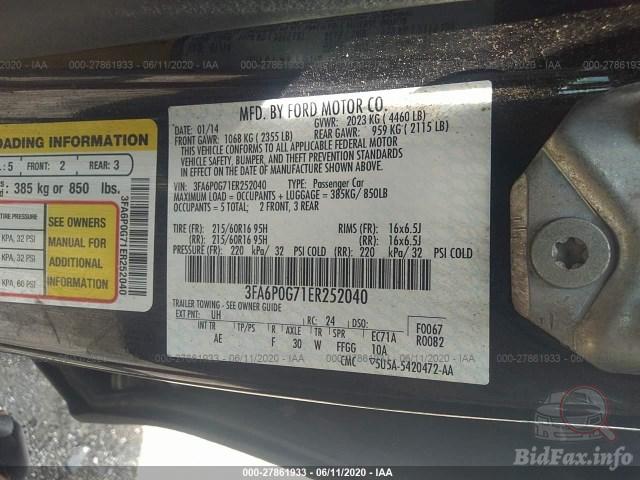 000-27861933 - 06/11/2020 - IAA
MFD. BY FORD MOTOR CO.
DATE: 01/14
GVWR: 2023 KG ( 4460 LB)
FRONT GAWR: 1068 KG ( 2355 LB)
REAR GAWR: 959 KG ( 2115 LB)
THIS VEHICLE CONFORMS TO ALL APPLICABLE FEDERAL MOTOR
VEHICLE SAFETY, BUMPER, AND THEFT PREVENTION STANDARDS
IN EFFECT ON THE DATE OF MANUFACTURE SHOWN ABOVE.
VIN: 3FA6P0G71ER252040 TYPE: Passenger Car
MAXIMUM LOAD = OCCUPANTS + LUGGAGE = 385KG/ 850LB
OCCUPANTS = 5 TOTAL; 2 FRONT, 3 REAR
TIRE (FR): 215/60R16 95H RIMS (FR): 16x6.5J
(RR): 215/60R16 95H (RR): 16x6.5J
PRESSURE (FR): 220 kPa/ 32 PSI COLD (RR): 220 kPa/ 32 PSI COLD
3FA6P0G71ER252040
TRAILER TOWING - SEE OWNER GUIDE
EXT PNT: UH RC: 24 DSO: F0067
R0082
INT TR TP/PS R AXLE TR SPR EC71A
AE F 30 W FFGG 10A
CMC 5U5A-5420472-AA
OADING INFORMATION
: 5 FRONT: 2 REAR: 3
385 kg or 850 lbs.
TIRE PRESSURE
KPA, 32 PSI
KPA, 32 PSI
KPA, 60 PSI
SEE OWNERS
MANUAL FOR
ADDITIONAL
INFORMATION
3FA6P0G71ER252040
000-27861933 - 06/11/2020 - IAA
BidFax.info